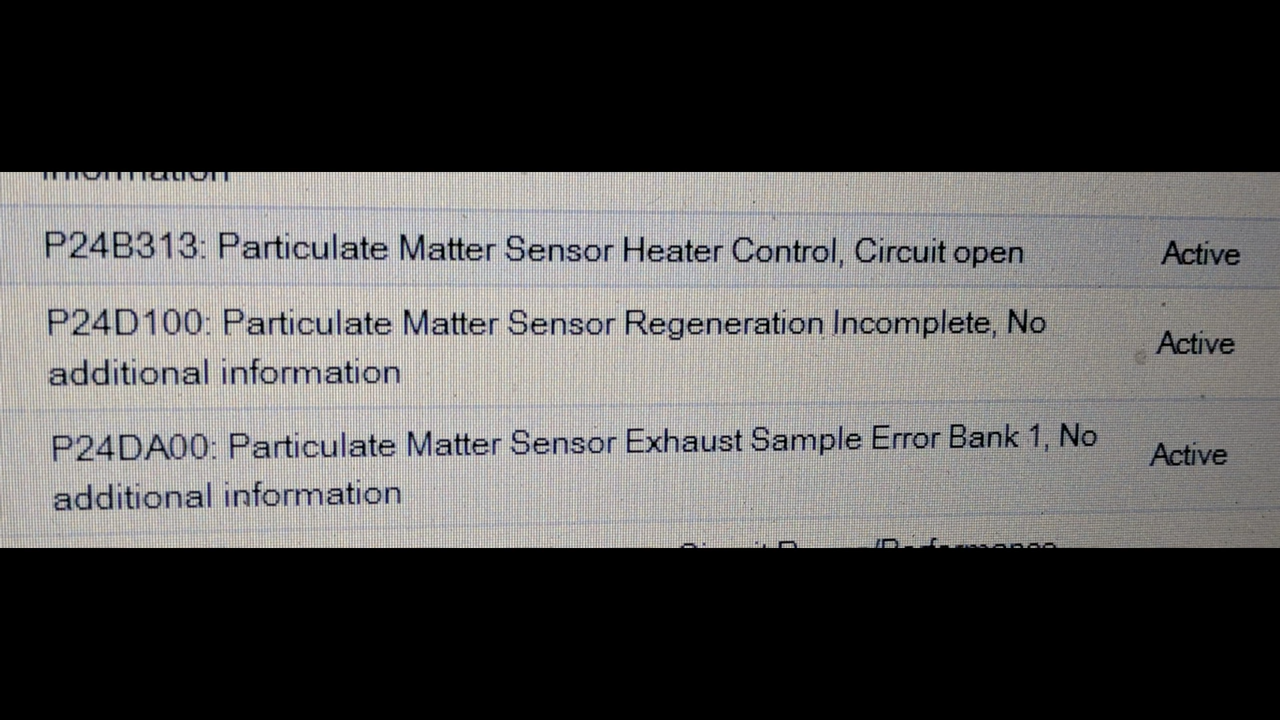 information
P24B313: Particulate Matter Sensor Heater Control, Circuit open Active
P24D100: Particulate Matter Sensor Regeneration Incomplete, No
additional information
Active
P24DA00: Particulate Matter Sensor Exhaust Sample Error Bank 1, No
additional information
Active